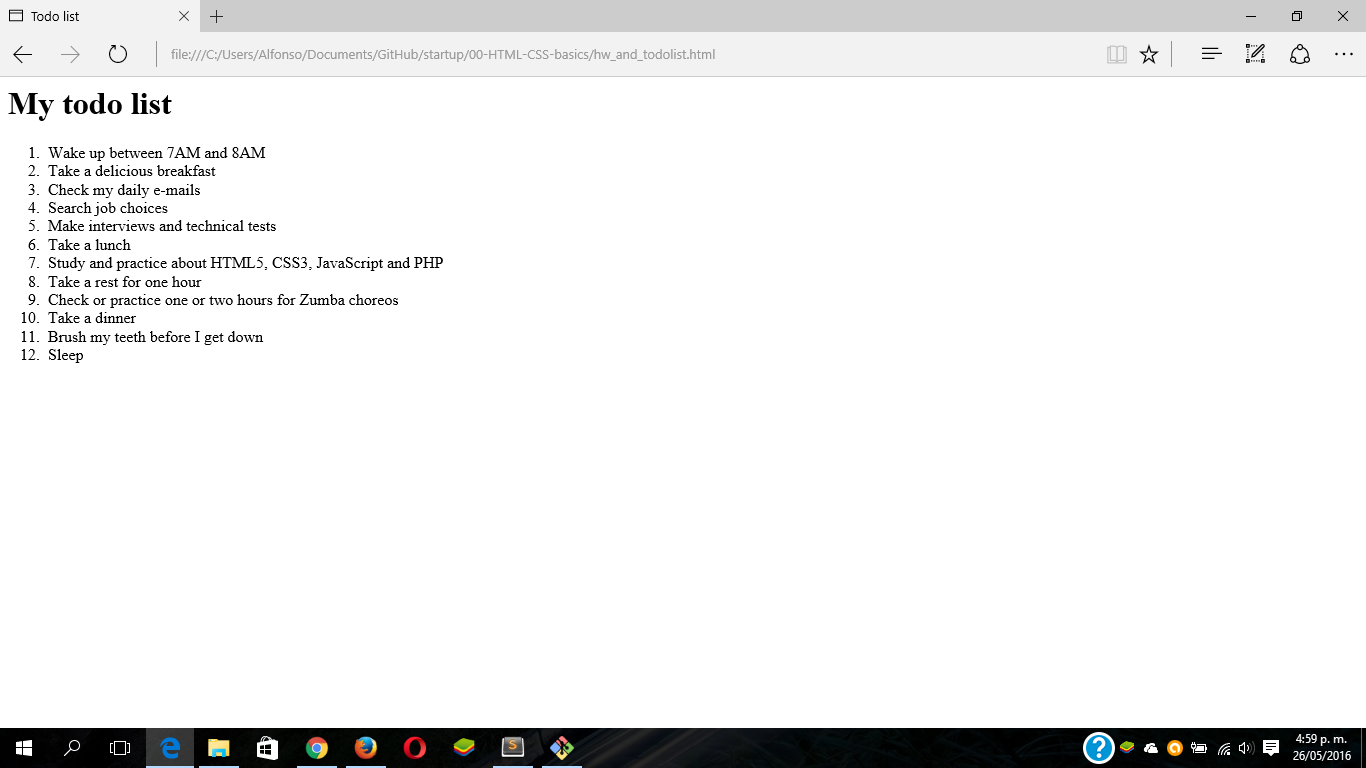 Todo list
file:///C:/Users/Alfonso/Documents/GitHub/startup/00-HTML-CSS-basics/hw_and_todolist.html
My todo list
1. Wake up between 7AM and 8AM
2. Take a delicious breakfast
3. Check my daily e-mails
4. Search job choices
5. Make interviews and technical tests
6. Take a lunch
7. Study and practice about HTML5, CSS3, JavaScript and PHP
8. Take a rest for one hour
9. Check or practice one or two hours for Zumba choreos
10. Take a dinner
11. Brush my teeth before I get down
12. Sleep
4:59 p. m.
26/05/2016